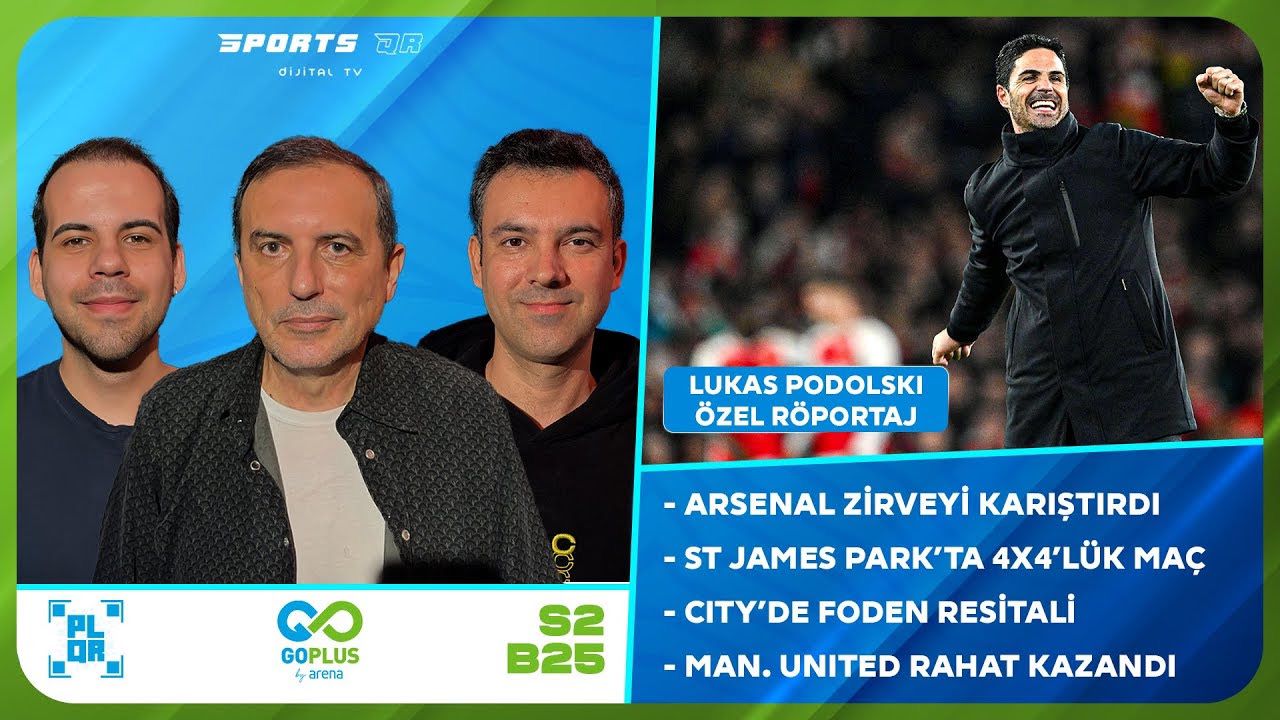 SPORTS QR
DİJİTAL TV
LUKAS PODOLSKI
ÖZEL RÖPORTAJ
- ARSENAL ZİRVEYİ KARIŞTIRDI
- ST JAMES PARK’TA 4X4’LÜK MAÇ
- CITY’DE FODEN RESİTALİ
- MAN. UNITED RAHAT KAZANDI
PL
QR
GOPLUS
by arena
S2
B25